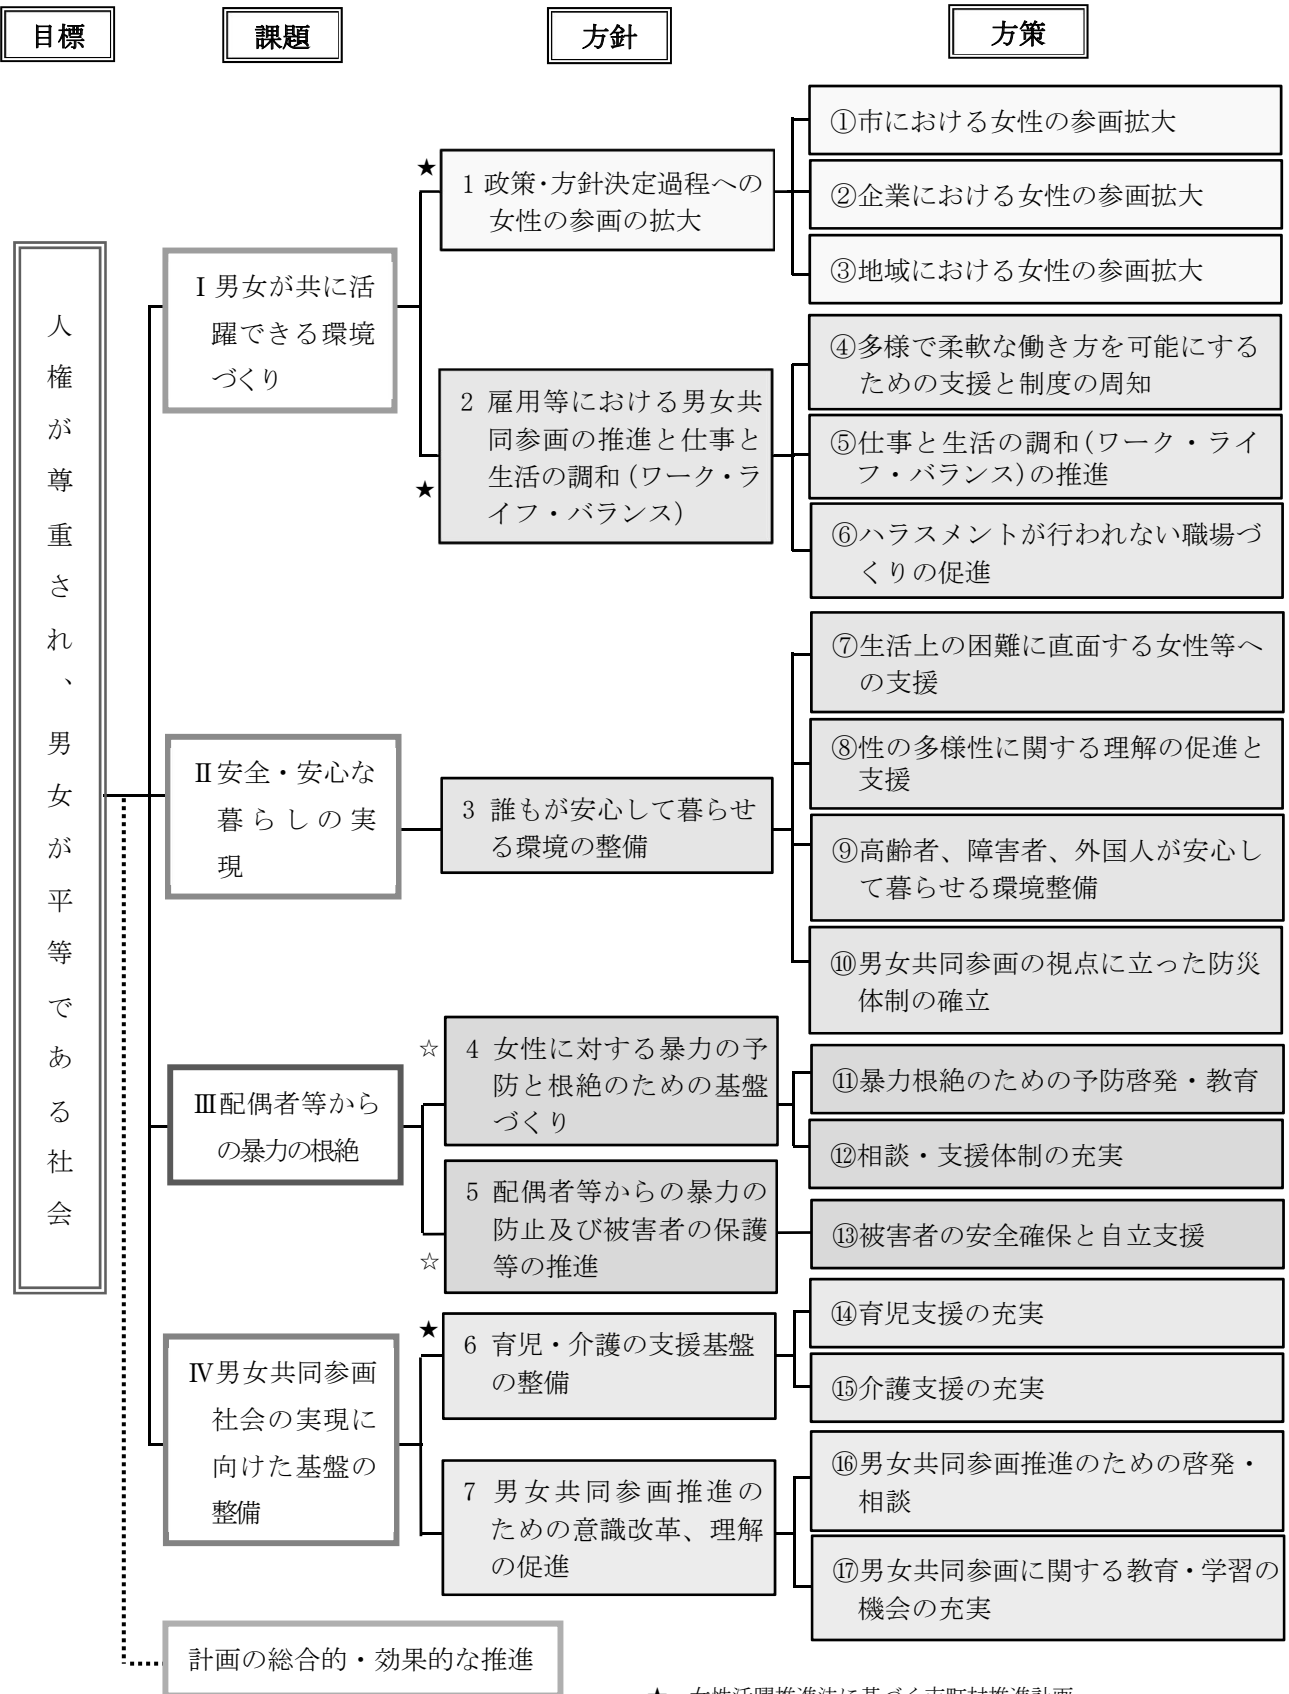 目標
課題
方針
方策
人権が尊重され、男女が平等である社会
Ⅰ男女が共に活
躍できる環境
づくり
★
1 政策・方針決定過程への
女性の参画の拡大
①市における女性の参画拡大
②企業における女性の参画拡大
③地域における女性の参画拡大
2 雇用等における男女共
同参画の推進と仕事と
生活の調和(ワーク・ラ
イフ・バランス)
★
④多様で柔軟な働き方を可能にする
ための支援と制度の周知
⑤仕事と生活の調和(ワーク・ライ
フ・バランス)の推進
⑥ハラスメントが行われない職場づ
くりの促進
Ⅱ安全・安心な
暮らしの実
現
3 誰もが安心して暮らせ
る環境の整備
⑦生活上の困難に直面する女性等へ
の支援
⑧性の多様性に関する理解の促進と
支援
⑨高齢者、障害者、外国人が安心し
て暮らせる環境整備
⑩男女共同参画の視点に立った防災
体制の確立
Ⅲ配偶者等から
の暴力の根絶
☆
4 女性に対する暴力の予
防と根絶のための基盤
づくり
⑪暴力根絶のための予防啓発・教育
⑫相談・支援体制の充実
5 配偶者等からの暴力の
防止及び被害者の保護
等の推進
☆
⑬被害者の安全確保と自立支援
Ⅳ男女共同参画
社会の実現に
向けた基盤の
整備
★
6 育児・介護の支援基盤
の整備
⑭育児支援の充実
⑮介護支援の充実
7 男女共同参画推進の
ための意識改革、理解
の促進
⑯男女共同参画推進のための啓発・
相談
⑰男女共同参画に関する教育・学習の
機会の充実
計画の総合的・効果的な推進
★ 女性活躍推進法に基づく市町村推進計画